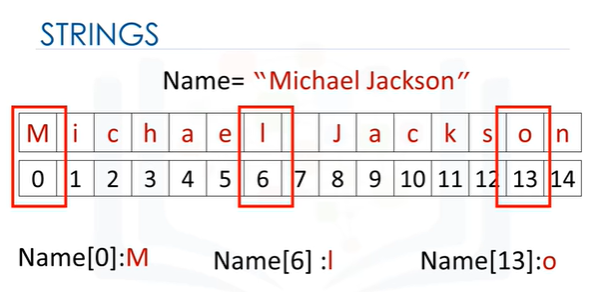 STRINGS
Name= “Michael Jackson”
M i c h a e l J a c k s o n
0 1 2 3 4 5 6 7 8 9 10 11 12 13 14
Name[0]:M Name[6] :l Name[13]:o